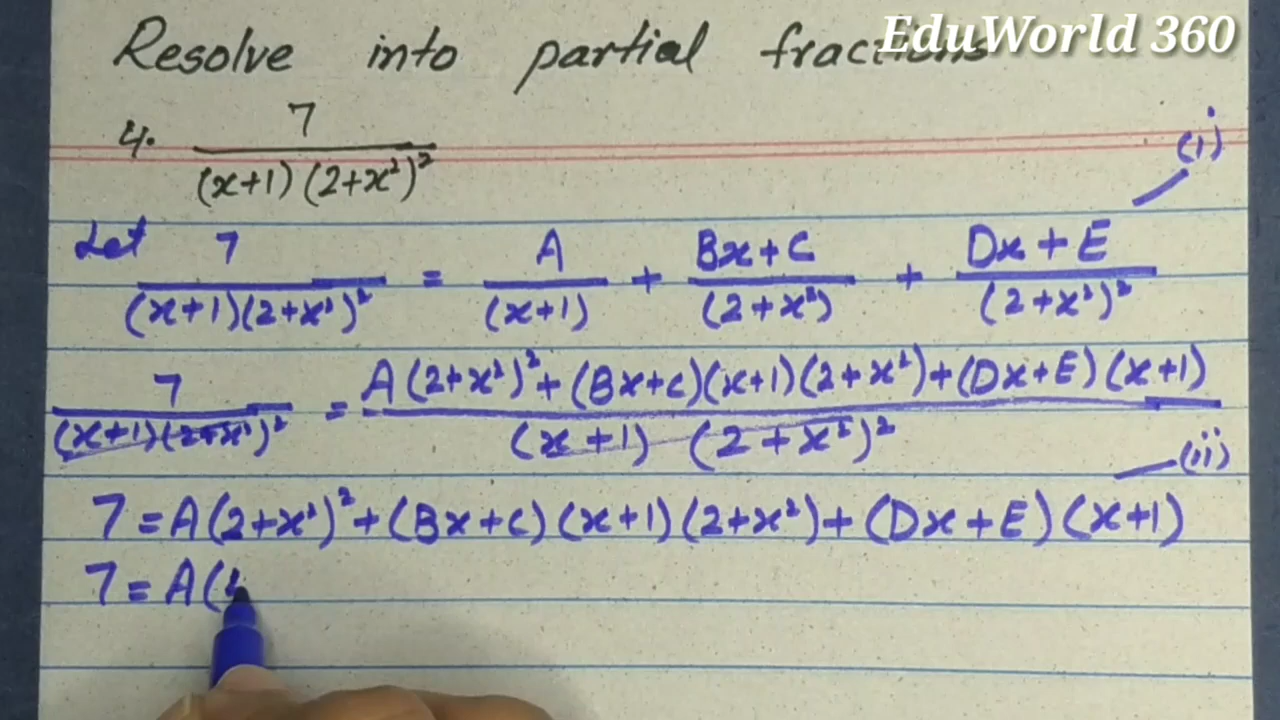 Resolve into partial fractions
EduWorld 360
4. 7/((x+1)(2+x²)²)
(i)
Let 7/((x+1)(2+x²)²) = A/(x+1) + (Bx+C)/(2+x²) + (Dx+E)/(2+x²)²
7/((x+1)(2+x²)²) = (A(2+x²)²+(Bx+C)(x+1)(2+x²)+(Dx+E)(x+1))/((x+1)(2+x²)²)
(ii)
7=A(2+x²)²+(Bx+C)(x+1)(2+x²)+(Dx+E)(x+1)
7=A(